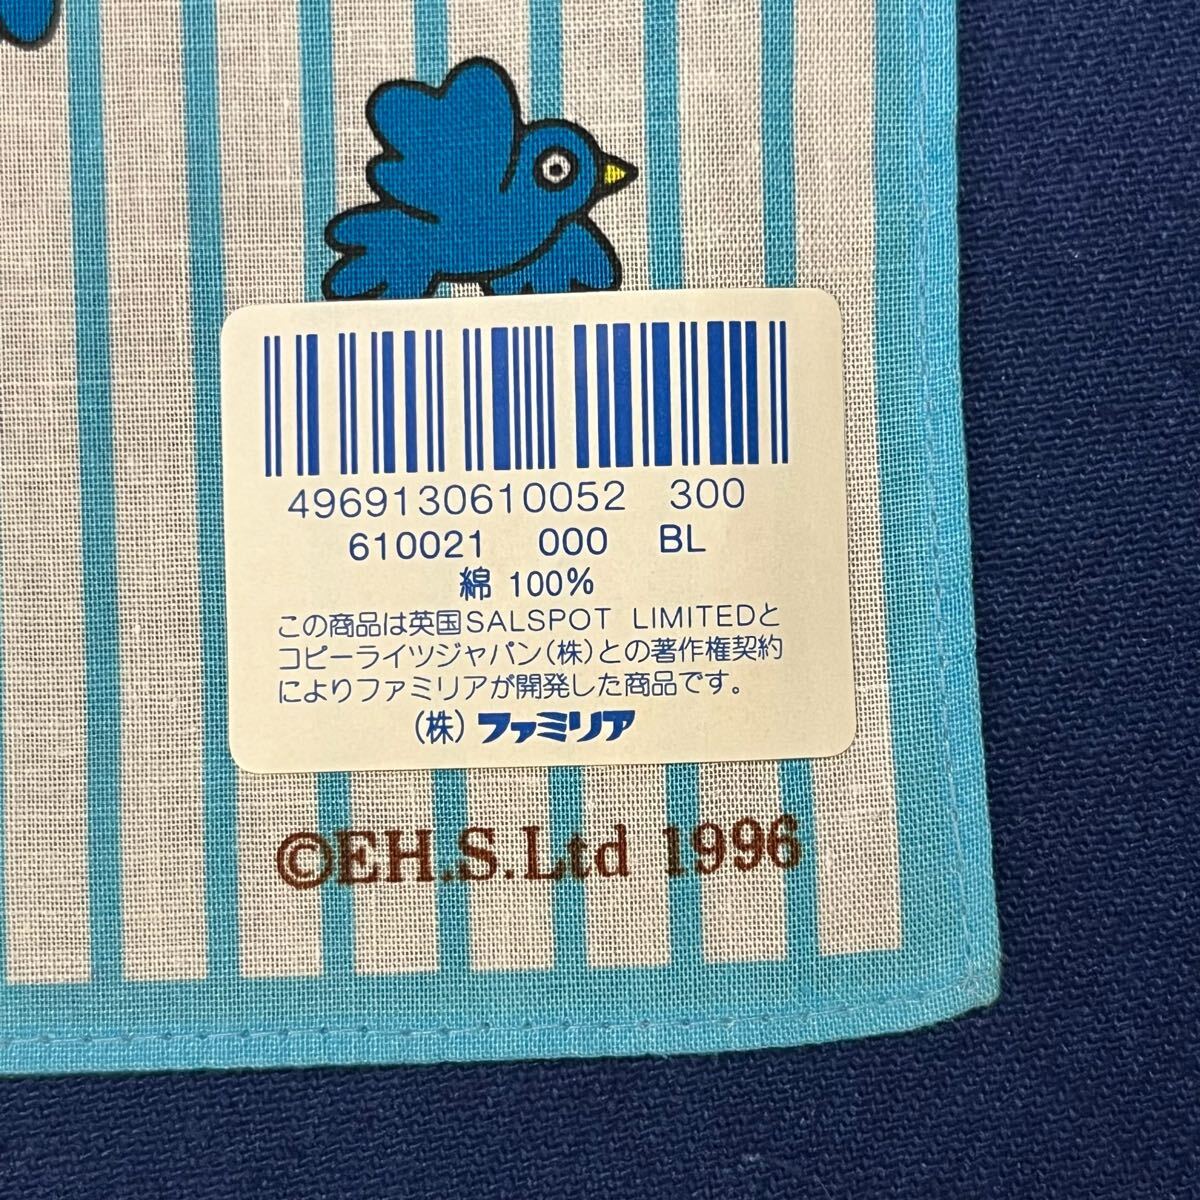 4969130610052 300
610021 000 BL
綿 100%
この商品は英国SALSPOT LIMITEDと
コピーライツジャパン(株)との著作権契約
によりファミリアが開発した商品です。
(株)ファミリア
©EH.S.Ltd 1996